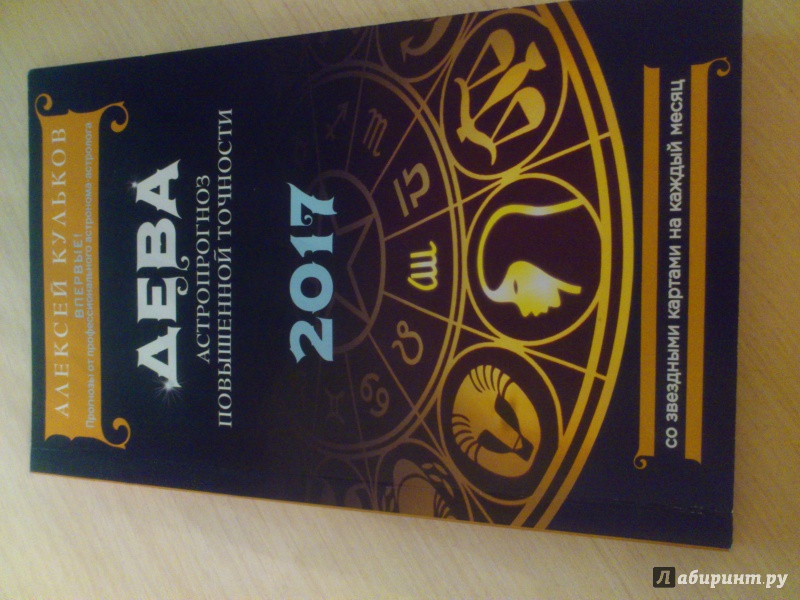 АЛЕКСЕЙ КУЛЬКОВ
ВПЕРВЫЕ!
Прогнозы от профессионального астронома-астролога
ДЕВА
АСТРОПРОГНОЗ
ПОВЫШЕННОЙ ТОЧНОСТИ
2017
со звездными картами на каждый месяц
Лабиринт.ру